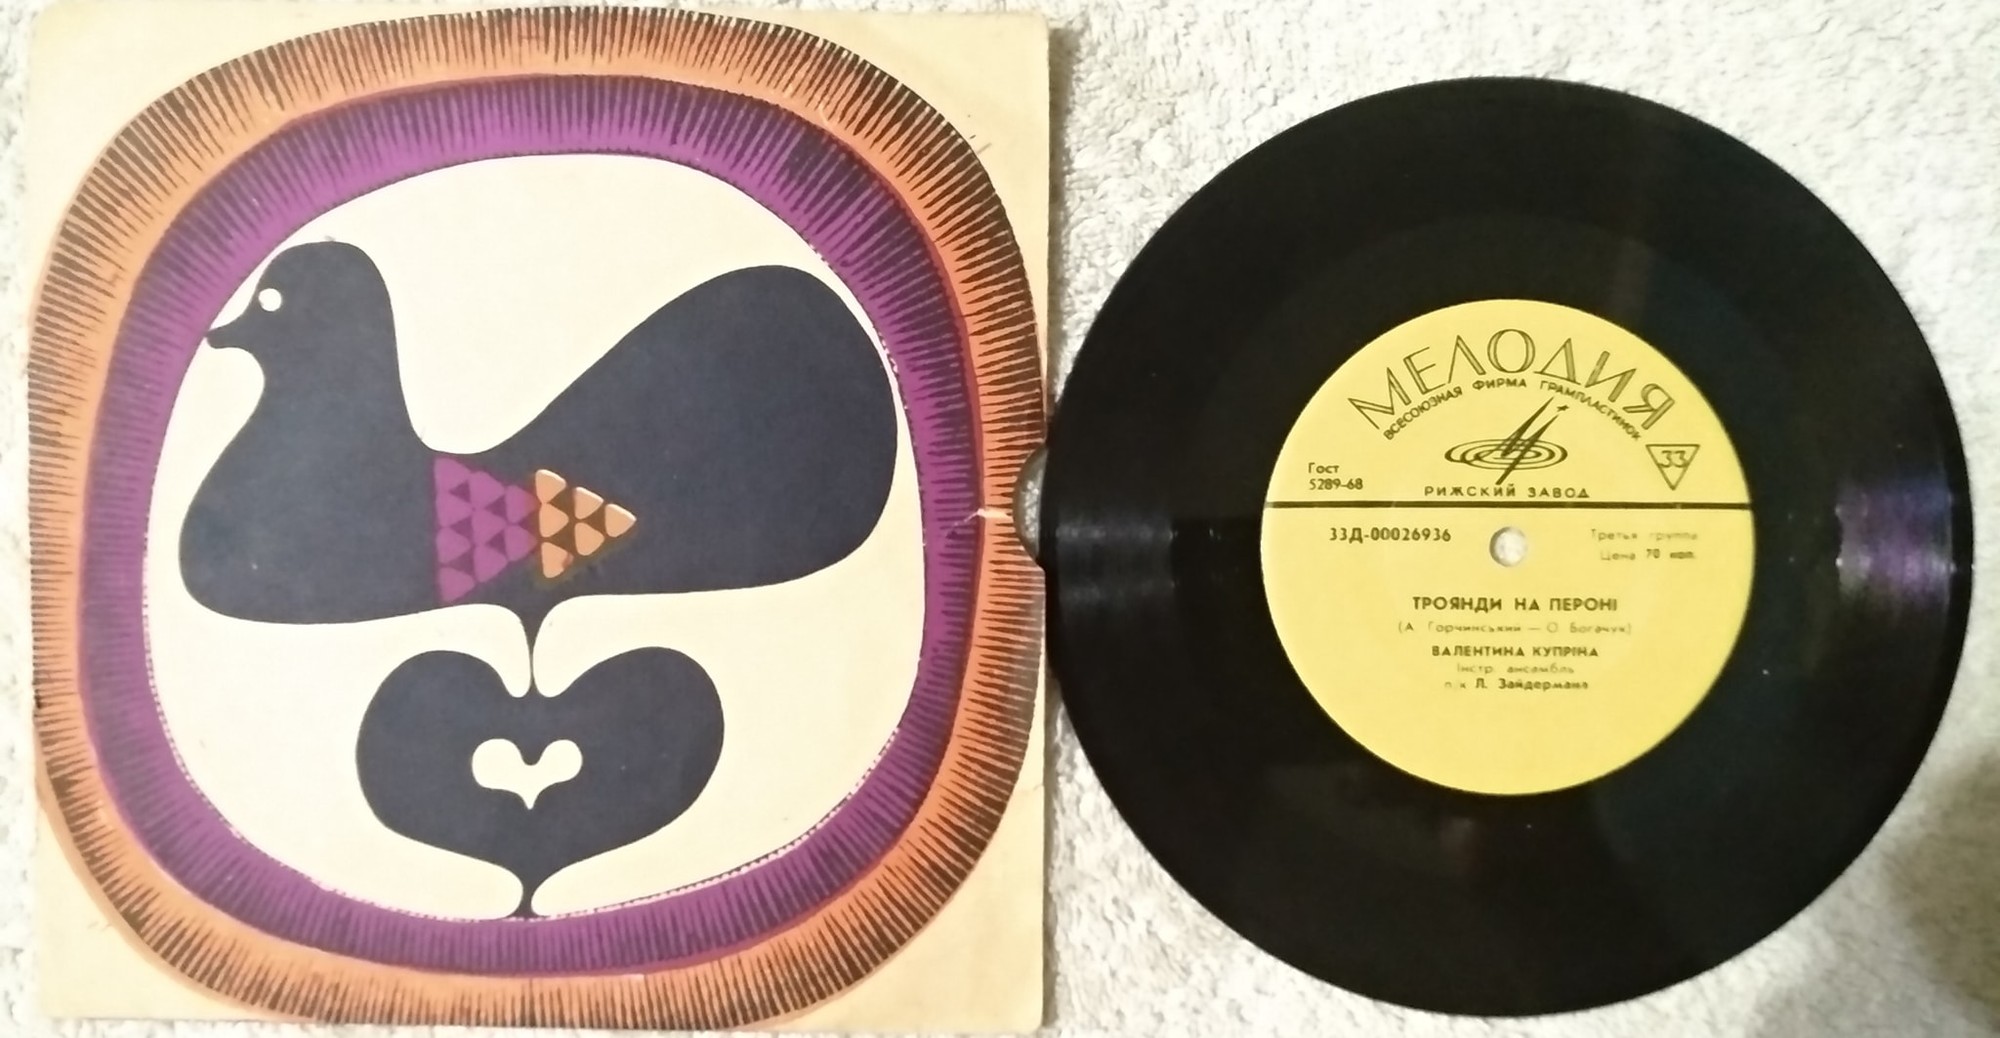 МЕЛОДИЯ
ВСЕСОЮЗНАЯ ФИРМА ГРАМПЛАСТИНОК
33
Гост
5289-68
РИЖСКИЙ ЗАВОД
33Д-00026936
Третья группа
Цена 70 коп.
ТРОЯНДИ НА ПЕРОНІ
(А. Горчинський — О. Богачук)
ВАЛЕНТИНА КУПРІНА
Інстр. ансамбль
п/к Л. Зайдермана